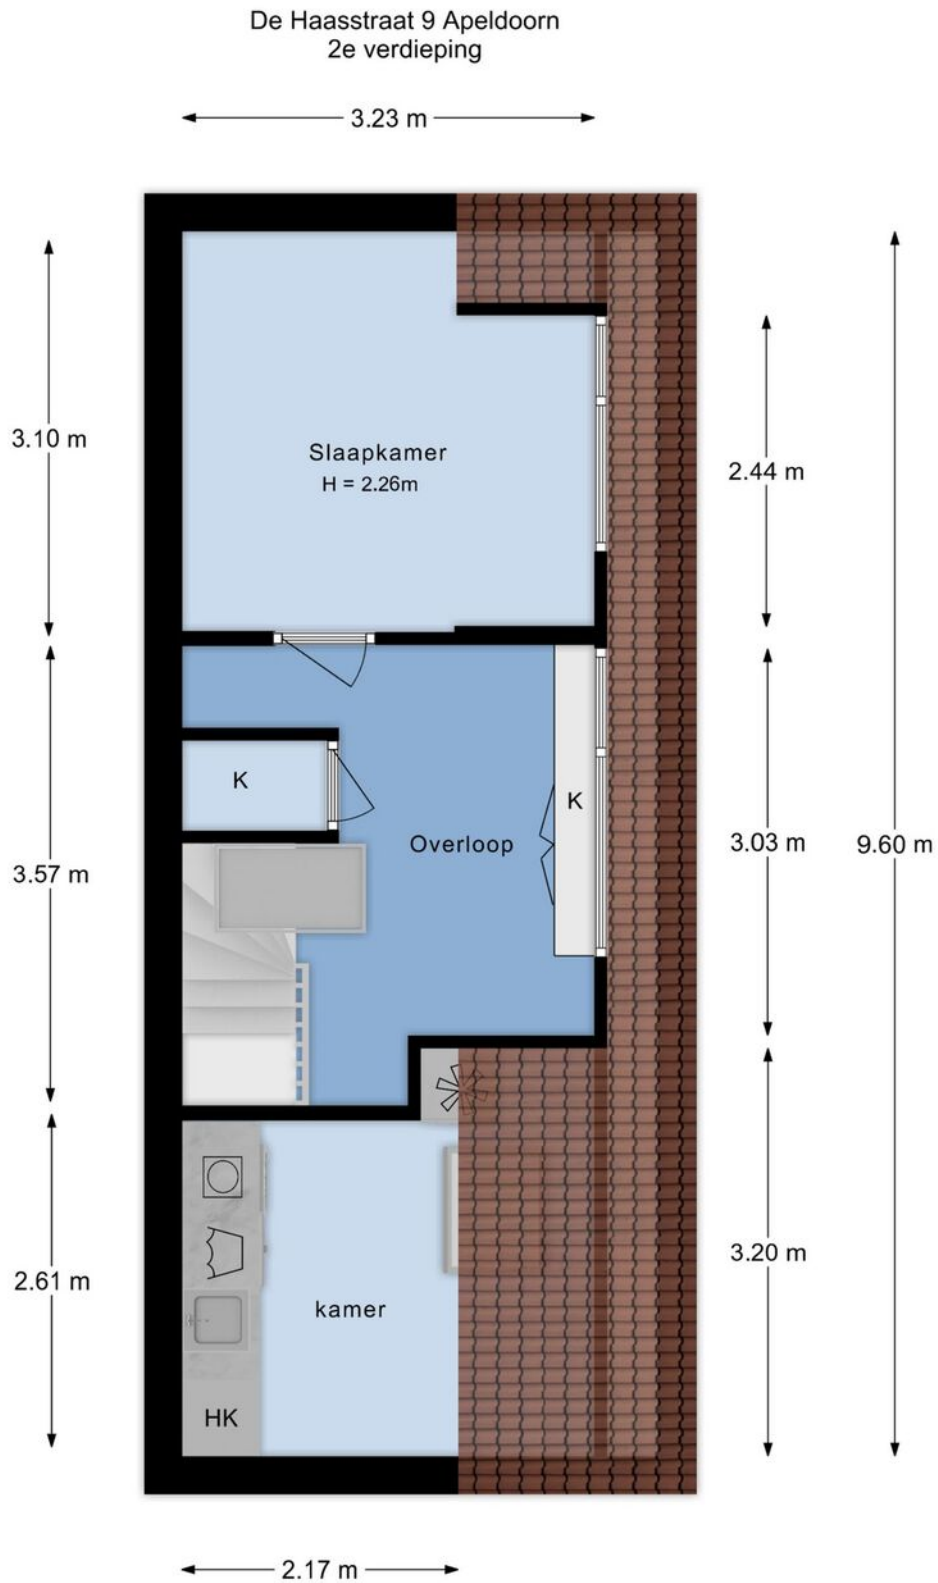 De Haasstraat 9 Apeldoorn
2e verdieping
3.23 m
3.10 m
Slaapkamer
H = 2.26m
2.44 m
K
K
Overloop
3.57 m
3.03 m
9.60 m
3.20 m
2.61 m
kamer
HK
2.17 m